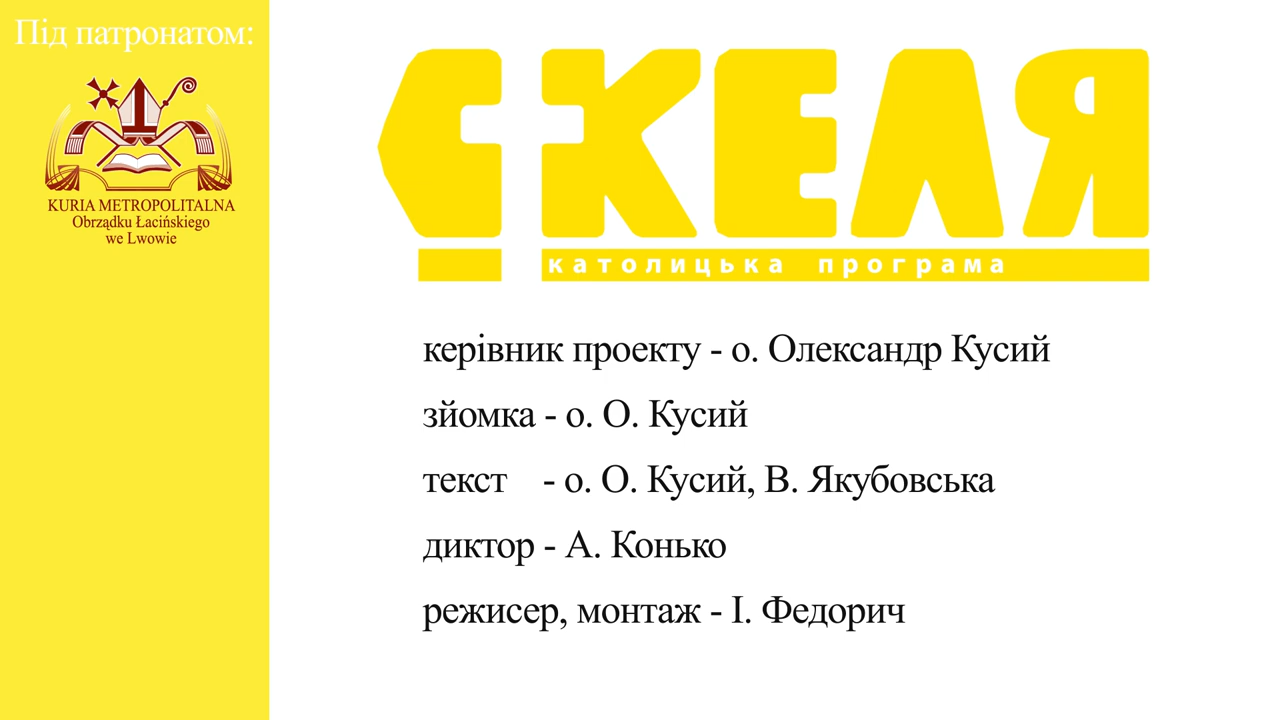 Під патронатом:
KURIA METROPOLITALNA
Obrządku Łacińskiego
we Lwowie
СКЕЛЯ
католицька програма
керівник проекту - о. Олександр Кусий
зйомка - о. О. Кусий
текст - о. О. Кусий, В. Якубовська
диктор - А. Конько
режисер, монтаж - І. Федорич